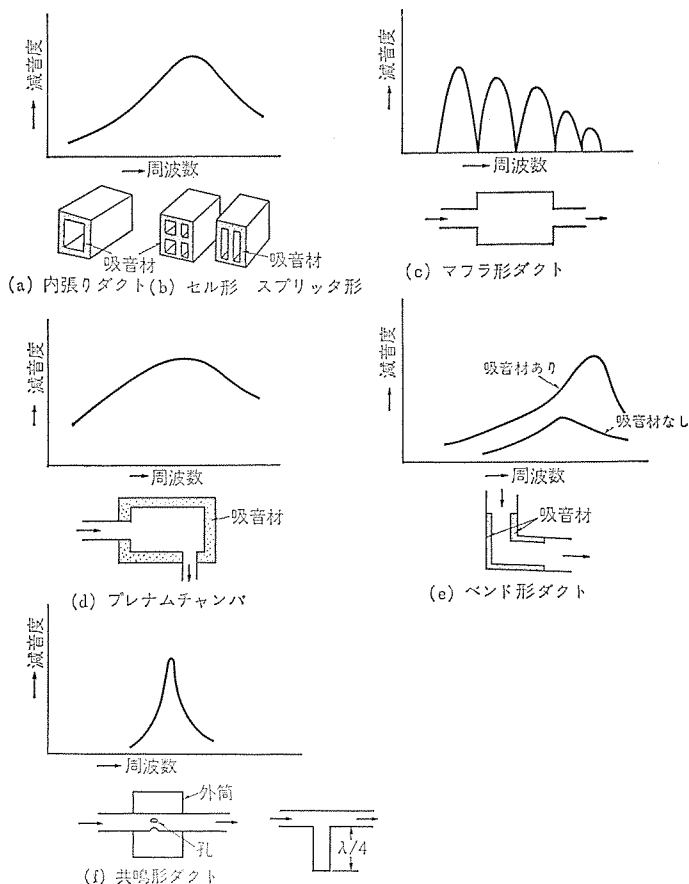 減音度
周波数
吸音材
吸音材
(a) 内張りダクト
(b) セル形 スプリッタ形
減音度
周波数
(c) マフラ形ダクト
減音度
周波数
吸音材
(d) プレナムチャンバ
減音度
吸音材あり
吸音材なし
周波数
吸音材
(e) ベンド形ダクト
減音度
周波数
外筒
孔
λ/4
(f) 共鳴形ダクト